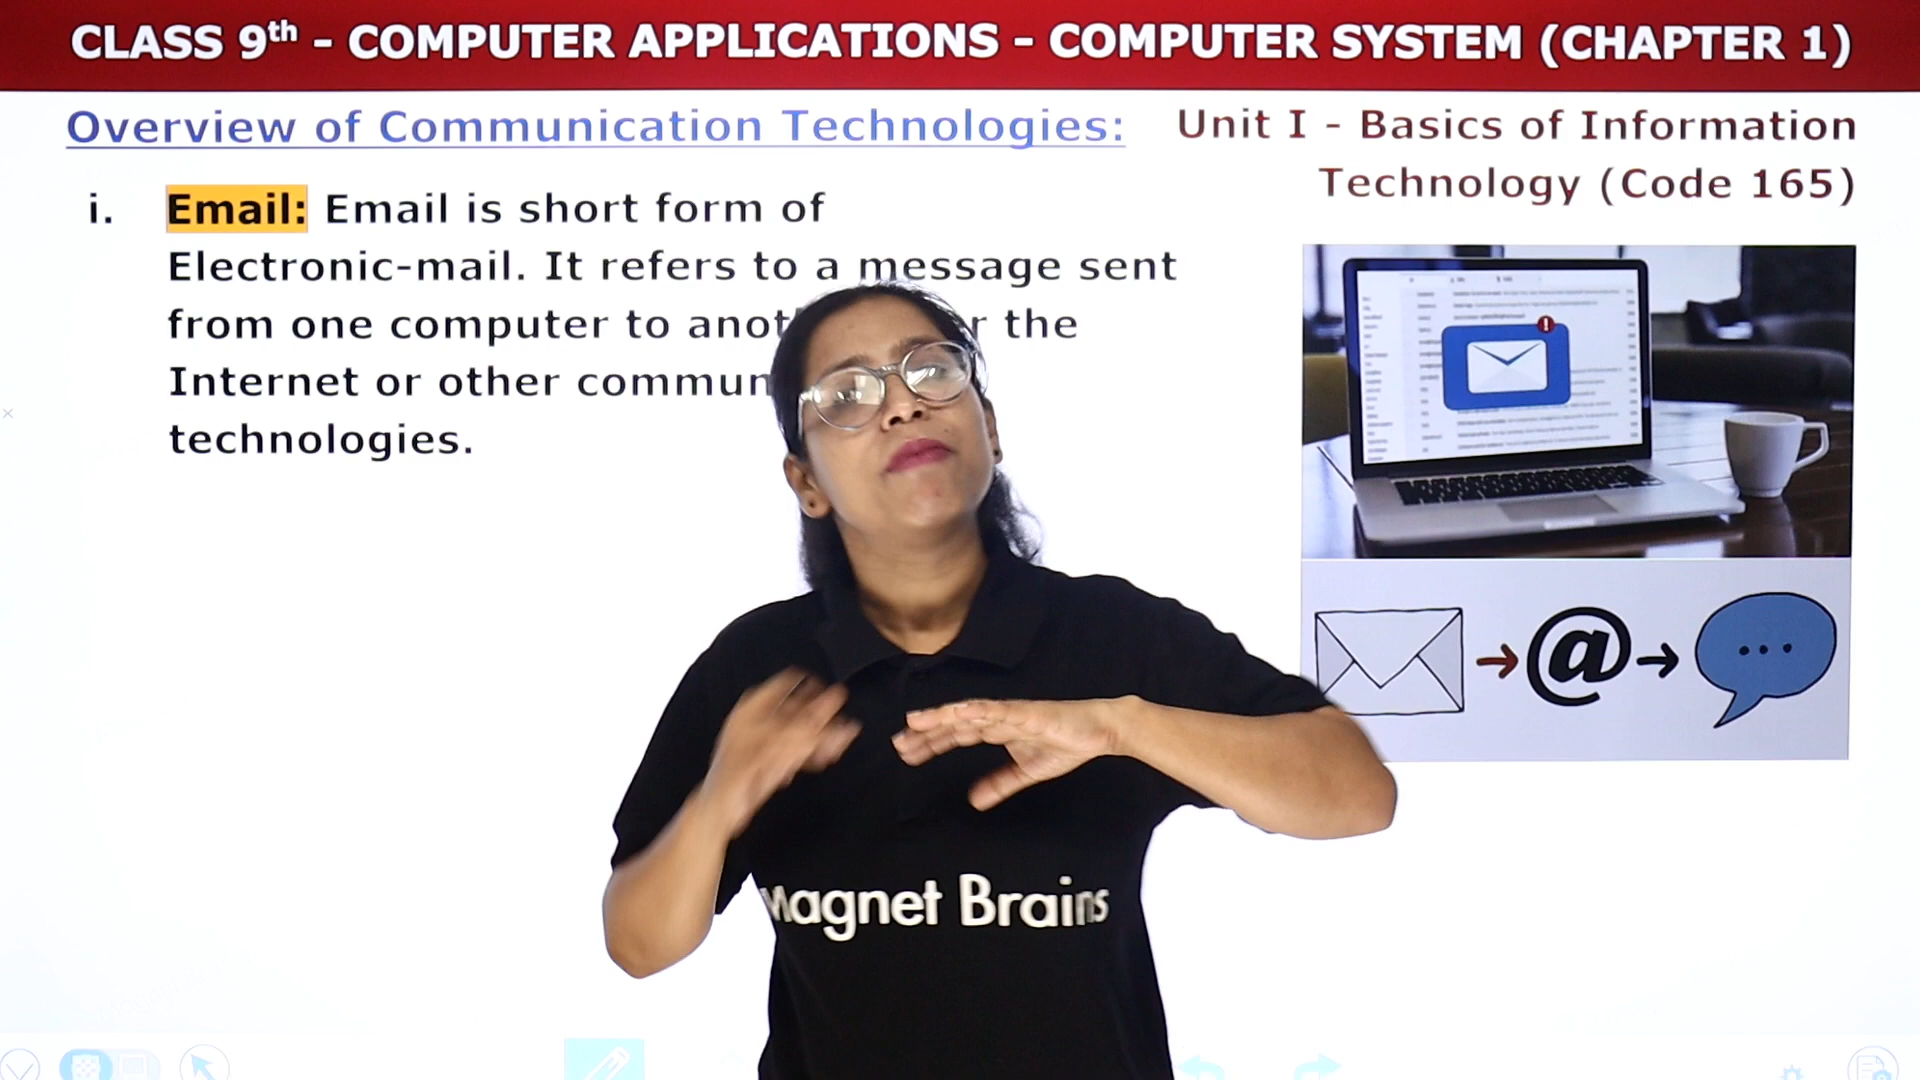 CLASS 9th - COMPUTER APPLICATIONS - COMPUTER SYSTEM (CHAPTER 1)
Overview of Communication Technologies:
Unit I - Basics of Information
Technology (Code 165)
i. Email: Email is short form of
Electronic-mail. It refers to a message sent
from one computer to the
Internet or other
technologies.
@
Magnet Brains